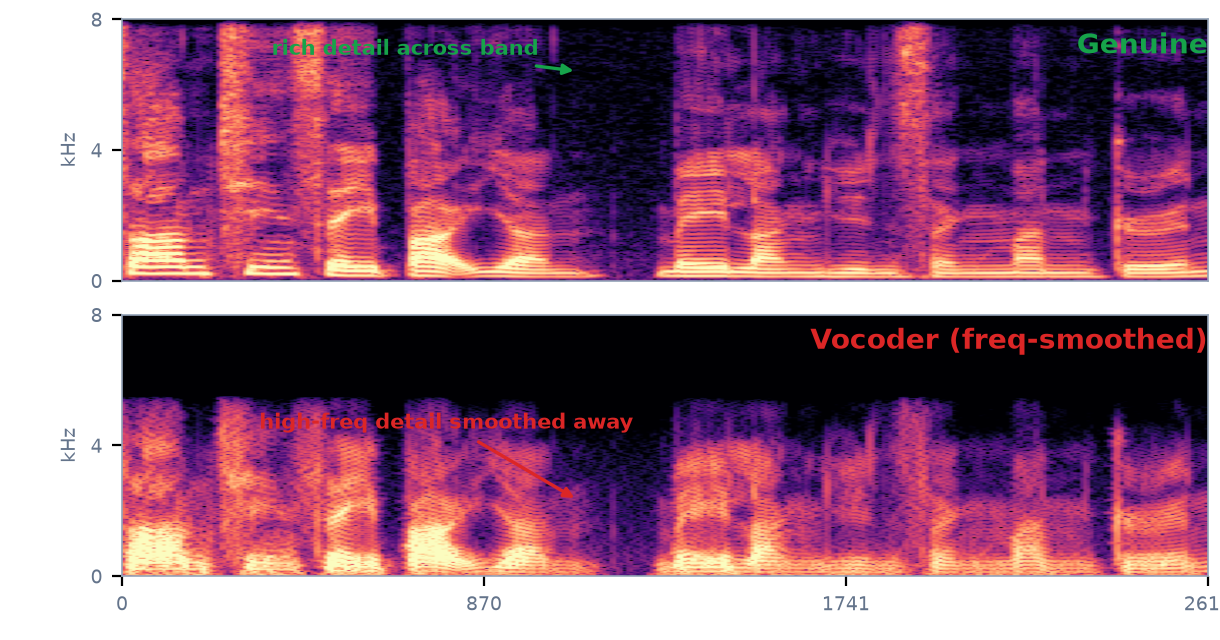 8
rich detail across band
Genuine
kHz
4
0
8
Vocoder (freq-smoothed)
high-freq detail smoothed away
kHz
4
0
0
870
1741
261